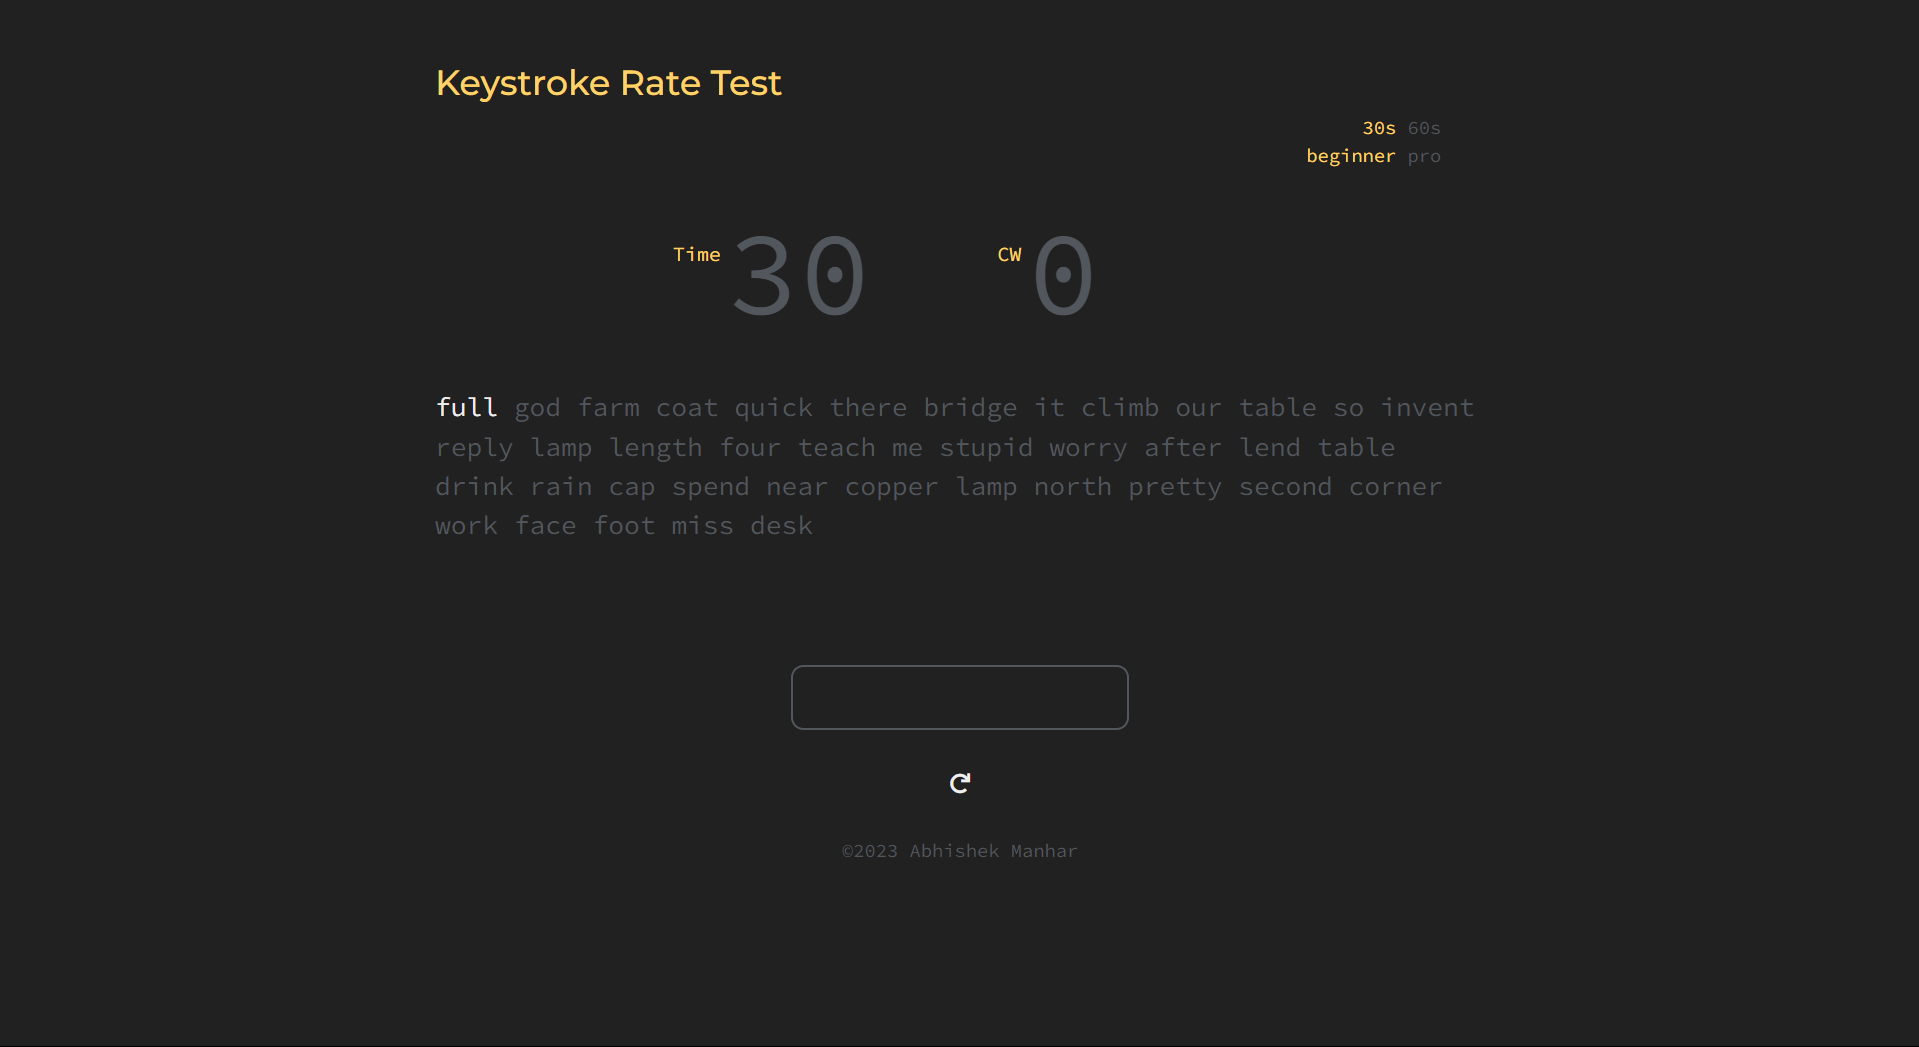 Keystroke Rate Test
30s 60s
beginner pro
Time 30 CW 0
full god farm coat quick there bridge it climb our table so invent
reply lamp length four teach me stupid worry after lend table
drink rain cap spend near copper lamp north pretty second corner
work face foot miss desk
©2023 Abhishek Manhar